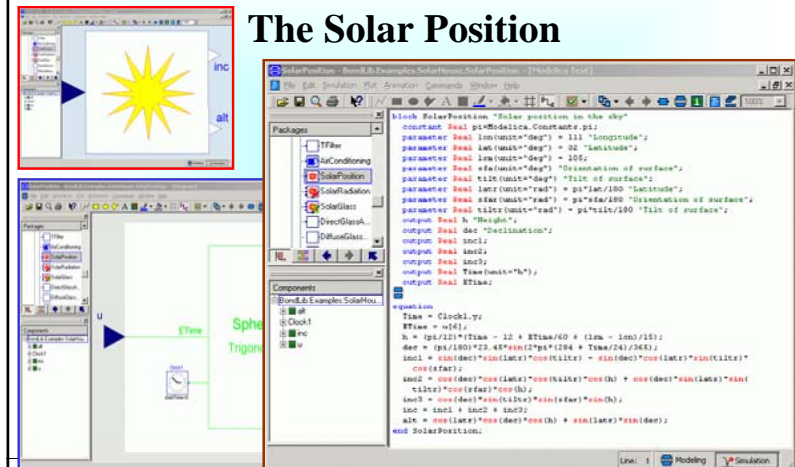 The Solar Position
inc
alt
SolarPosition - BondLib.Examples.SolarHouse.SolarPosition - [Modelica Text]
File Edit Simulation Plot Animation Commands Window Help
100%
Packages
TFilter
AirConditioning
SolarPosition
SolarRadiation
SolarGlass
DirectGlassA...
DiffuseGlass...
Components
BondLib.Examples.SolarHou...
alt
Clock1
inc
u
block SolarPosition "Solar position in the sky"
constant Real pi=Modelica.Constants.pi;
parameter Real lon(unit="deg") = 111 "Longitude";
parameter Real lat(unit="deg") = 32 "Latitude";
parameter Real lrm(unit="deg") = 105;
parameter Real sfa(unit="deg") "Orientation of surface";
parameter Real tilt(unit="deg") "Tilt of surface";
parameter Real latr(unit="rad") = pi*lat/180 "Latitude";
parameter Real sfar(unit="rad") = pi*sfa/180 "Orientation of surface";
parameter Real tiltr(unit="rad") = pi*tilt/180 "Tilt of surface";
output Real h "Height";
output Real dec "Declination";
output Real inc1;
output Real inc2;
output Real inc3;
output Real Time(unit="h");
output Real ETime;
equation
Time = Clock1.y;
ETime = u[6];
h = (pi/12)*(Time - 12 + ETime/60 + (lrm - lon)/15);
dec = (pi/180)*23.45*sin(2*pi*(284 + Time/24)/365);
inc1 = sin(dec)*sin(latr)*cos(tiltr) - sin(dec)*cos(latr)*sin(tiltr)*
cos(sfar);
inc2 = cos(dec)*cos(latr)*cos(tiltr)*cos(h) + cos(dec)*sin(latr)*sin(
tiltr)*cos(sfar)*cos(h);
inc3 = cos(dec)*sin(tiltr)*sin(sfar)*sin(h);
inc = inc1 + inc2 + inc3;
alt = cos(latr)*cos(dec)*cos(h) + sin(latr)*sin(dec);
end SolarPosition;
Line: 1
Modeling
Simulation
Packages
Components
u
ETime
Sphe
Trigon
Clock1